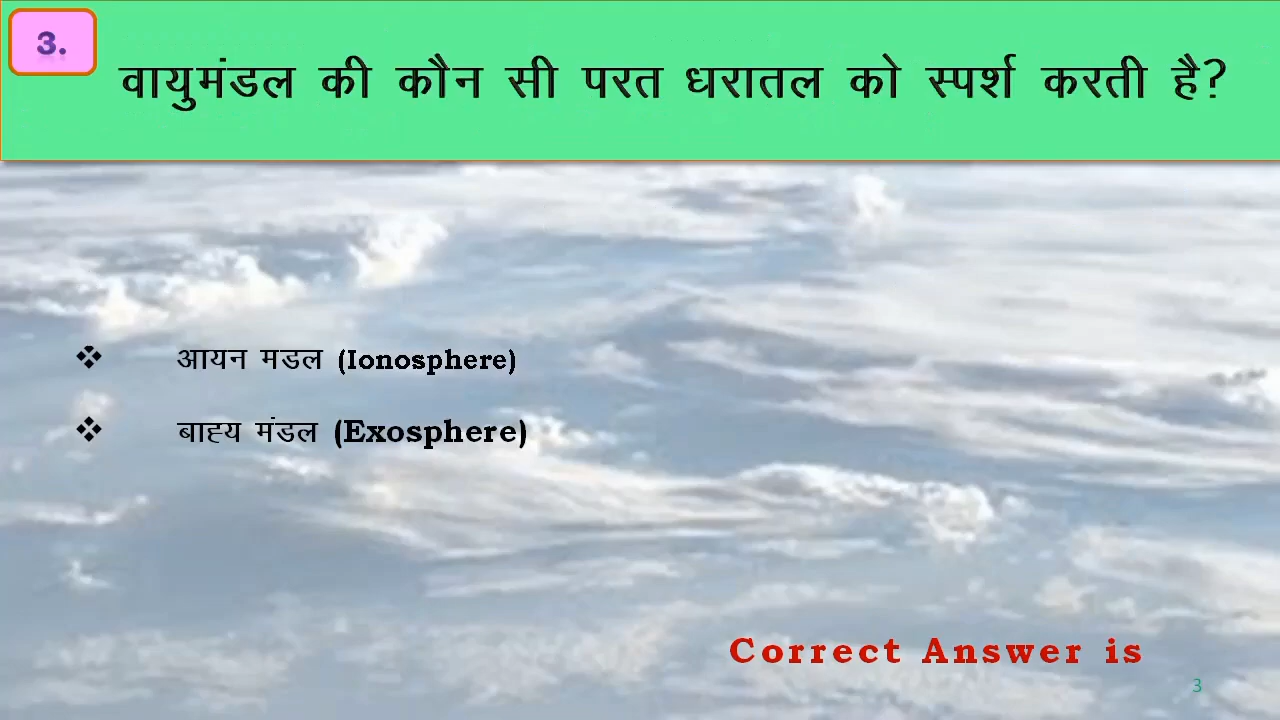 3.
वायुमंडल की कौन सी परत धरातल को स्पर्श करती है?
❖ आयन मडल (Ionosphere)
❖ बाह्य मंडल (Exosphere)
Correct Answer is
3